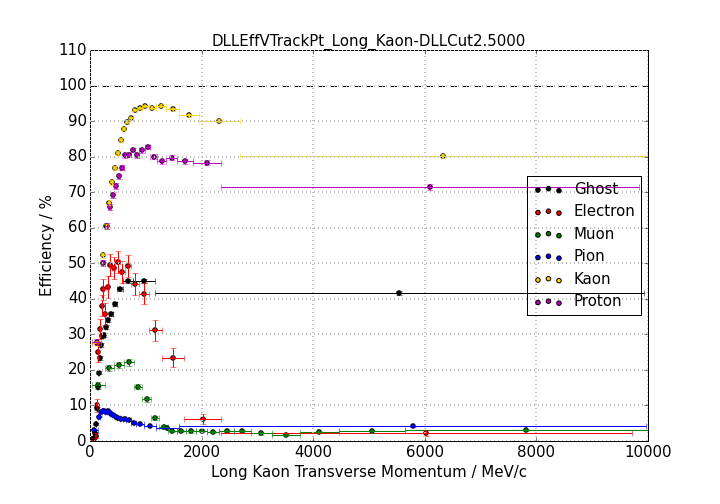 DLLEffVTrackPt_Long_Kaon-DLLCut2.5000
110
100
90
80
70
60
50
40
30
20
10
0
Efficiency / %
Ghost
Electron
Muon
Pion
Kaon
Proton
0 2000 4000 6000 8000 10000
Long Kaon Transverse Momentum / MeV/c